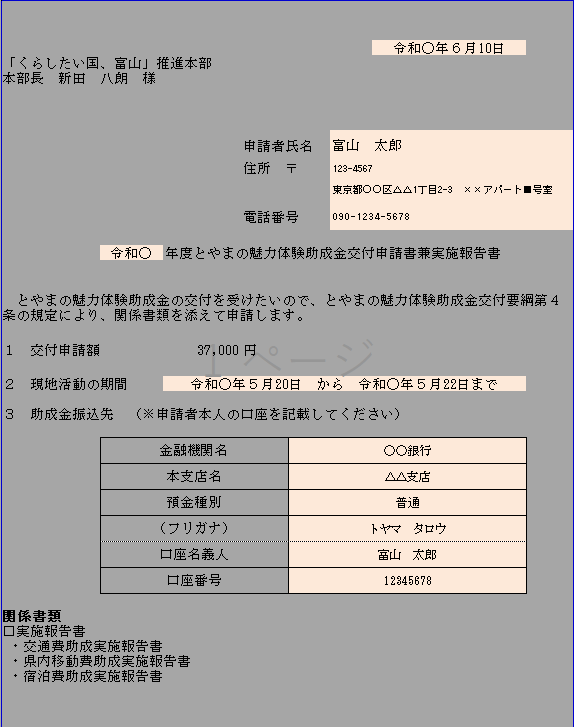 令和〇年６月10日
「くらしたい国、富山」推進本部
本部長　新田　八朗　様
申請者氏名　富山　太郎
住所　〒　123-4567
東京都〇〇区△△1丁目2-3　××アパート■号室
電話番号　090-1234-5678
令和〇　年度とやまの魅力体験助成金交付申請書兼実施報告書
　とやまの魅力体験助成金の交付を受けたいので、とやまの魅力体験助成金交付要綱第４
条の規定により、関係書類を添えて申請します。
１　交付申請額　37,000 円
1 ページ
２　現地活動の期間　令和〇年５月20日　から　令和〇年５月22日まで
３　助成金振込先　（※申請者本人の口座を記載してください）
金融機関名　〇〇銀行
本支店名　△△支店
預金種別　普通
（フリガナ）　トヤマ　タロウ
口座名義人　富山　太郎
口座番号　12345678
関係書類
□実施報告書
・交通費助成実施報告書
・県内移動費助成実施報告書
・宿泊費助成実施報告書